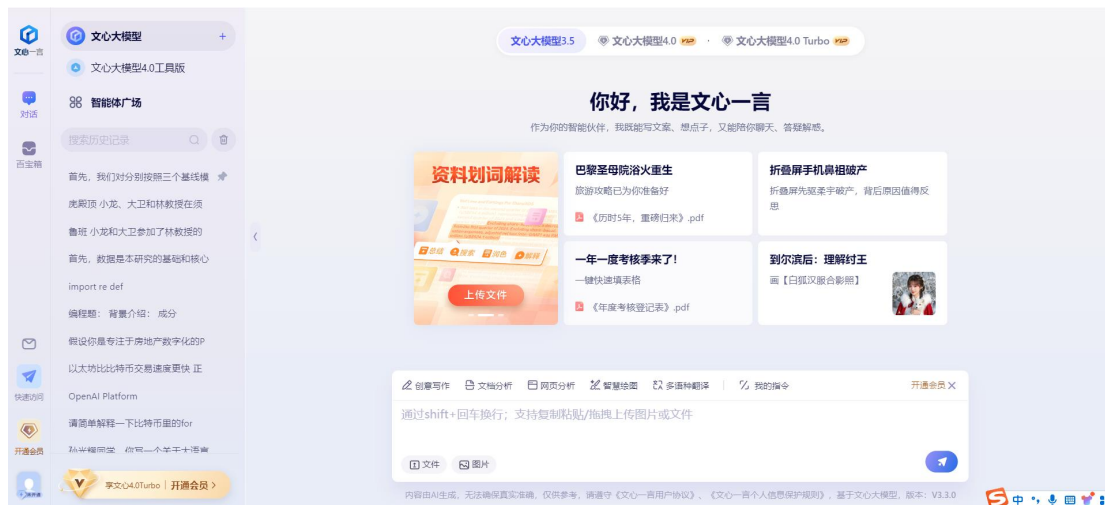 文心一言
对话
百宝箱
快速访问
开通会员
文心大模型 +
文心大模型4.0工具版
智能体广场
搜索历史记录
首先，我们对分别按照三个基线模
庑殿顶 小龙、大卫和林教授在须
鲁班 小龙和大卫参加了林教授的
首先，数据是本研究的基础和核心
import re def
编程题： 背景介绍： 成分
假设你是专注于房地产数字化的P
以太坊比比特币交易速度更快 正
OpenAI Platform
请简单解释一下比特币里的for
V 享文心4.0Turbo | 开通会员 >
文心大模型3.5 文心大模型4.0 VIP · 文心大模型4.0 Turbo VIP
你好，我是文心一言
作为你的智能伙伴，我既能写文案、想点子，又能陪你聊天、答疑解惑。
资料划词解读
总结 搜索 润色 解释
上传文件
巴黎圣母院浴火重生
旅游攻略已为你准备好
《历时5年，重磅归来》.pdf
折叠屏手机鼻祖破产
折叠屏先驱柔宇破产，背后原因值得反
思
一年一度考核季来了!
一键快速填表格
《年度考核登记表》.pdf
到尔滨后：理解纣王
画【白狐汉服合影照】
创意写作 文档分析 网页分析 智慧绘图 多语种翻译 | 我的指令 开通会员 ×
通过shift+回车换行；支持复制粘贴/拖拽上传图片或文件
文件 图片
内容由AI生成，无法确保真实准确，仅供参考，请遵守《文心一言用户协议》、《文心一言个人信息保护规则》，基于文心大模型，版本：V3.3.0
S 中